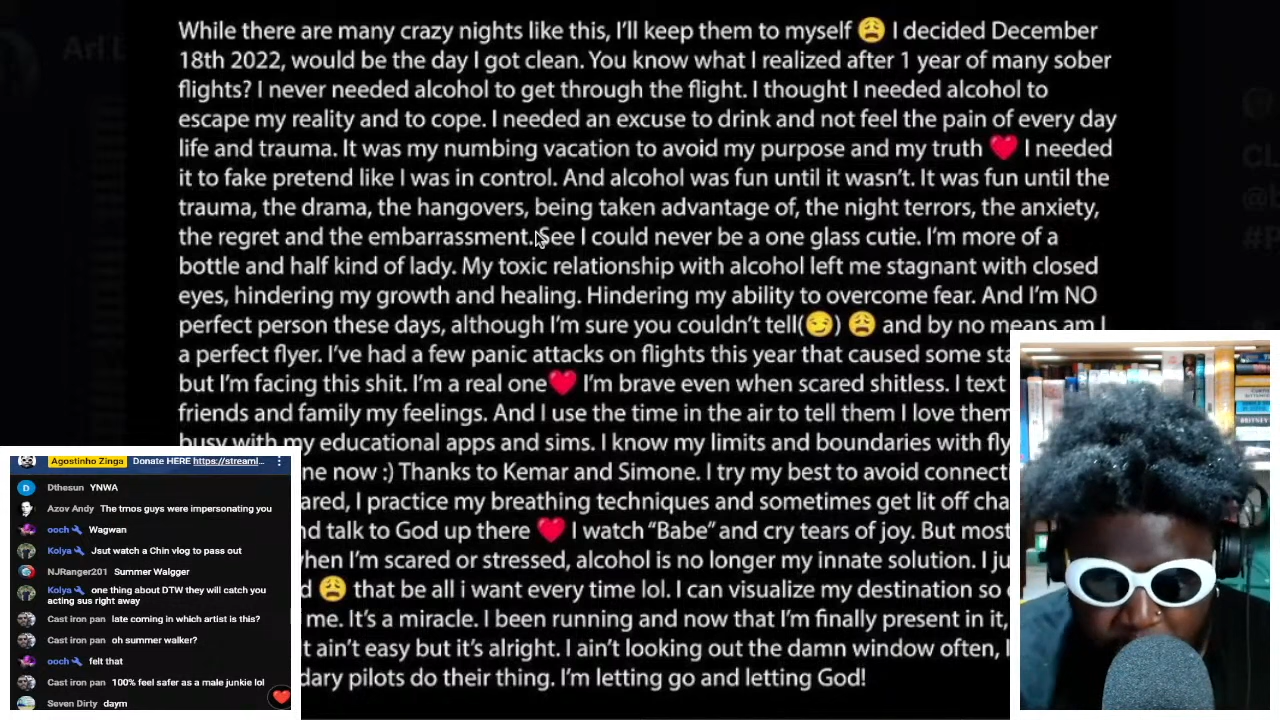 While there are many crazy nights like this, I'll keep them to myself 😩 I decided December
18th 2022, would be the day I got clean. You know what I realized after 1 year of many sober
flights? I never needed alcohol to get through the flight. I thought I needed alcohol to
escape my reality and to cope. I needed an excuse to drink and not feel the pain of every day
life and trauma. It was my numbing vacation to avoid my purpose and my truth ❤️ I needed
it to fake pretend like I was in control. And alcohol was fun until it wasn't. It was fun until the
trauma, the drama, the hangovers, being taken advantage of, the night terrors, the anxiety,
the regret and the embarrassment. See I could never be a one glass cutie. I'm more of a
bottle and half kind of lady. My toxic relationship with alcohol left me stagnant with closed
eyes, hindering my growth and healing. Hindering my ability to overcome fear. And I'm NO
perfect person these days, although I'm sure you couldn't tell(😏) 😩 and by no means am I
a perfect flyer. I've had a few panic attacks on flights this year that caused some
but I'm facing this shit. I'm a real one❤️ I'm brave even when scared shitless. I text
friends and family my feelings. And I use the time in the air to tell them I love them
busy with my educational apps and sims. I know my limits and boundaries with
now :) Thanks to Kemar and Simone. I try my best to avoid
I practice my breathing techniques and sometimes get lit off
talk to God up there ❤️ I watch "Babe" and cry tears of joy. But most
when I'm scared or stressed, alcohol is no longer my innate solution. I
😩 that be all i want every time lol. I can visualize my destination so
me. It's a miracle. I been running and now that I'm finally present in it,
ain't easy but it's alright. I ain't looking out the damn window often,
pilots do their thing. I'm letting go and letting God!
Agostinho Zinga Donate HERE https://streaml...
Dthesun YNWA
Azov Andy The tmos guys were impersonating you
ooch Wagwan
Kolya Jsut watch a Chin vlog to pass out
NJRanger201 Summer Walgger
Kolya one thing about DTW they will catch you
acting sus right away
Cast iron pan late coming in which artist is this?
Cast iron pan oh summer walker?
ooch felt that
Cast iron pan 100% feel safer as a male junkie lol
Seven Dirty daym